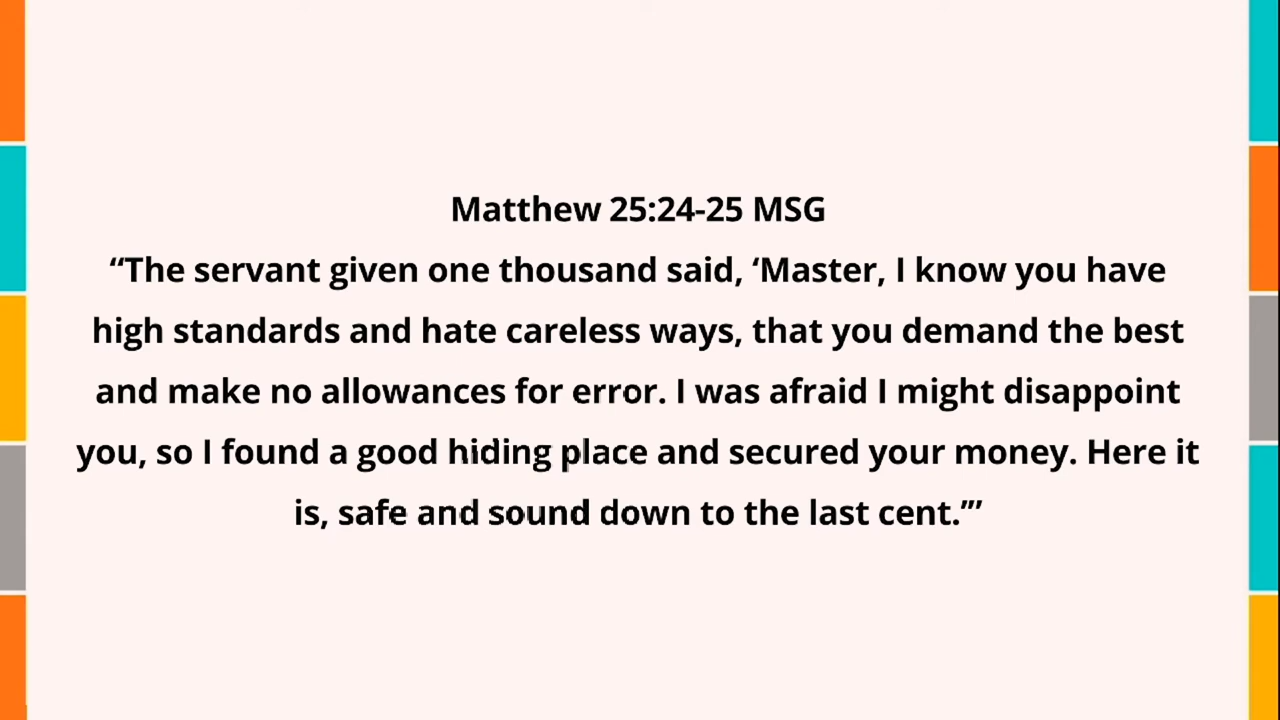 Matthew 25:24-25 MSG
“The servant given one thousand said, ‘Master, I know you have
high standards and hate careless ways, that you demand the best
and make no allowances for error. I was afraid I might disappoint
you, so I found a good hiding place and secured your money. Here it
is, safe and sound down to the last cent.’”